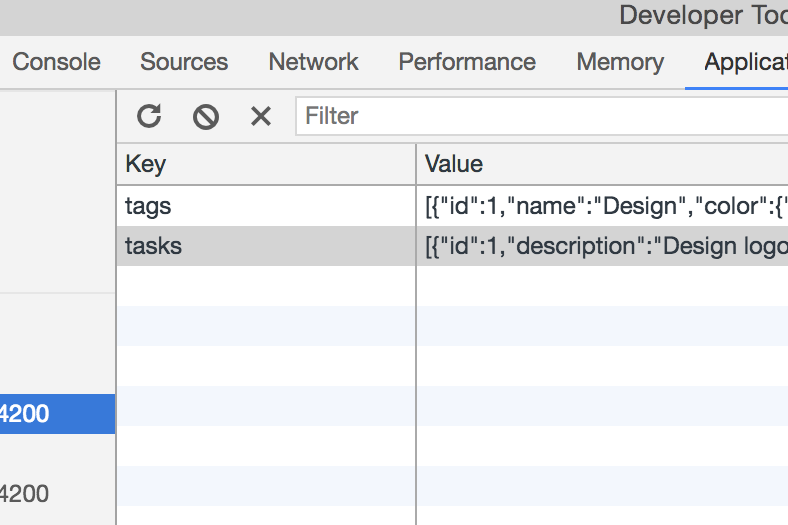 Developer Too
Console Sources Network Performance Memory Applicat
Filter
Key Value
tags [{"id":1,"name":"Design","color":{"
tasks [{"id":1,"description":"Design logo
4200
4200